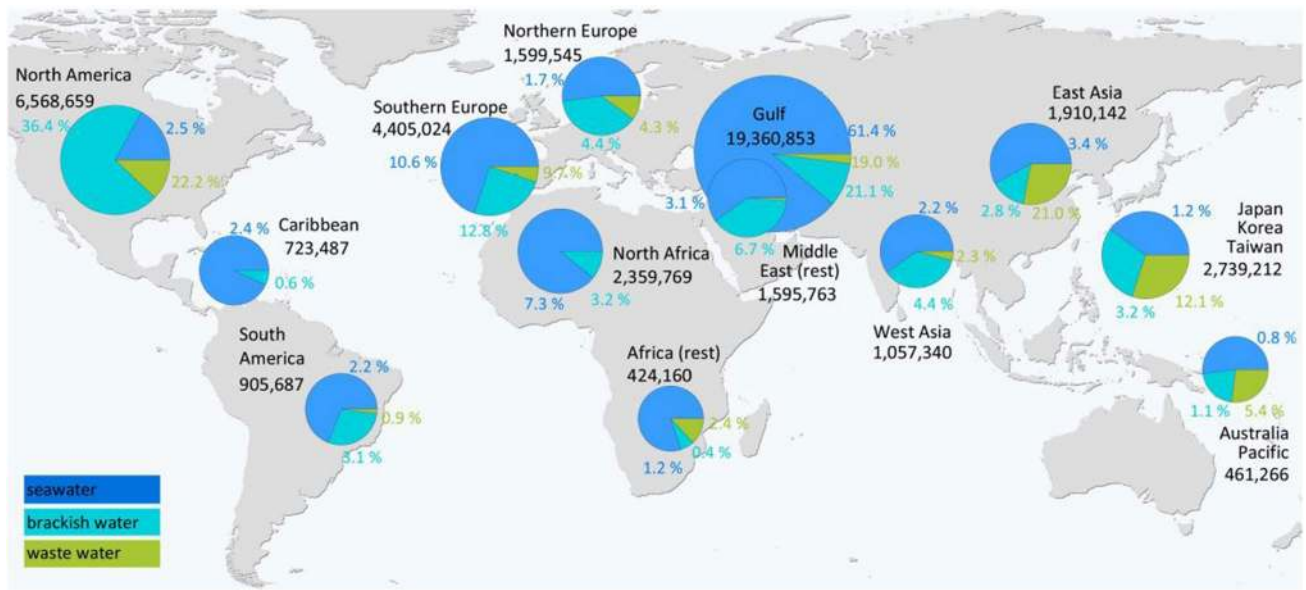 North America
6,568,659
36.4 %
2.5 %
22.2 %
Caribbean
723,487
2.4 %
0.6 %
South
America
905,687
2.2 %
0.9 %
3.1 %
Northern Europe
1,599,545
1.7 %
4.3 %
4.4 %
Southern Europe
4,405,024
10.6 %
9.7 %
12.8 %
North Africa
2,359,769
7.3 %
3.2 %
Africa (rest)
424,160
2.4 %
0.4 %
1.2 %
Gulf
19,360,853
61.4 %
19.0 %
21.1 %
3.1 %
6.7 %
Middle
East (rest)
1,595,763
2.2 %
2.3 %
4.4 %
West Asia
1,057,340
East Asia
1,910,142
3.4 %
2.8 %
21.0 %
Japan
Korea
Taiwan
2,739,212
1.2 %
12.1 %
3.2 %
0.8 %
1.1 %
5.4 %
Australia
Pacific
461,266
seawater
brackish water
waste water